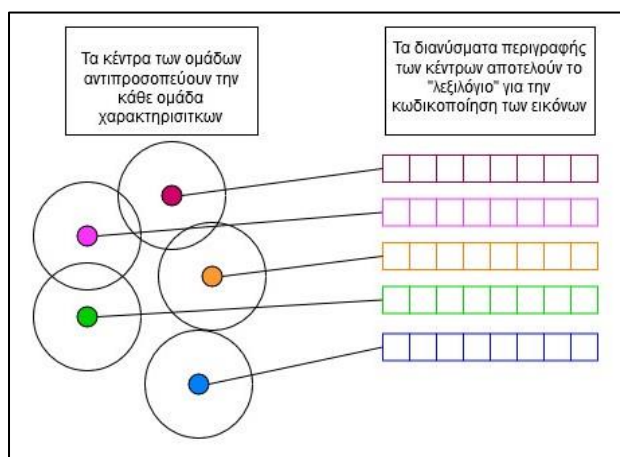 Τα κέντρα των ομάδων
αντιπροσοπεύουν την
κάθε ομάδα
χαρακτηρισιτκων
Τα διανύσματα περιγραφής
των κέντρων αποτελούν το
"λεξιλόγιο" για την
κωδικοποίηση των εικόνων